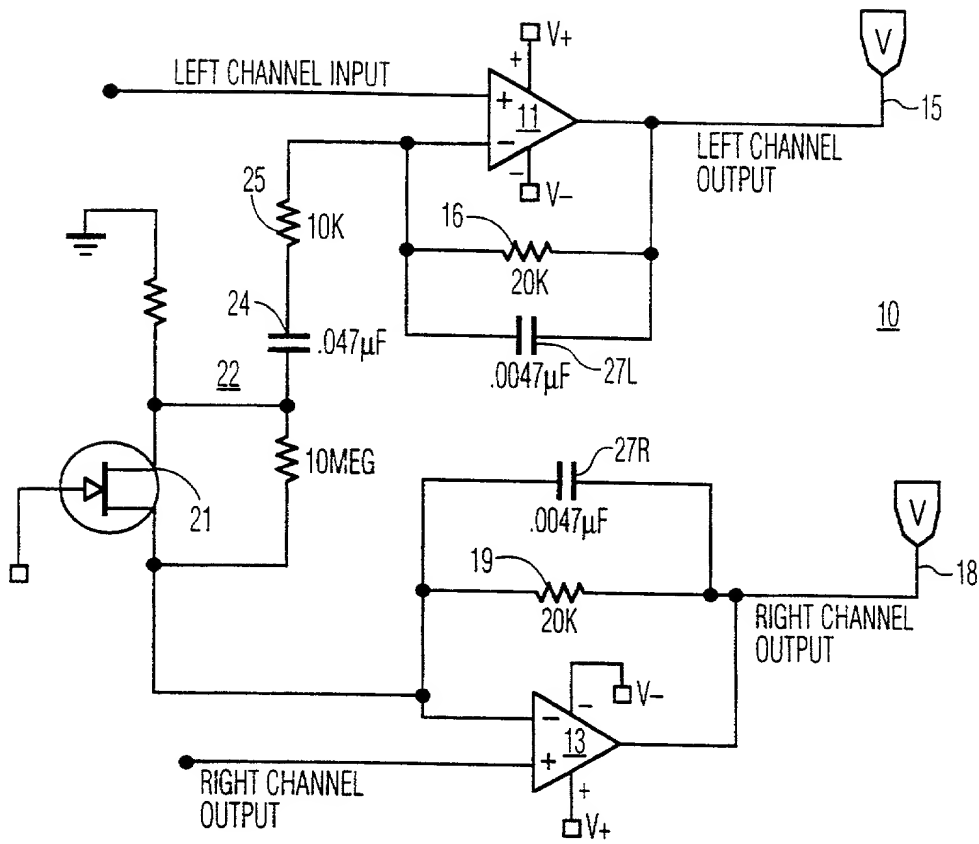 V+
V
+
LEFT CHANNEL INPUT
+
11
15
−
LEFT CHANNEL
OUTPUT
−
V−
25
10K
16
20K
24
10
.047µF
.0047µF
27L
22
10MEG
27R
V
21
.0047µF
19
18
20K
RIGHT CHANNEL
OUTPUT
−
V−
−
13
+
RIGHT CHANNEL
OUTPUT
+
V+